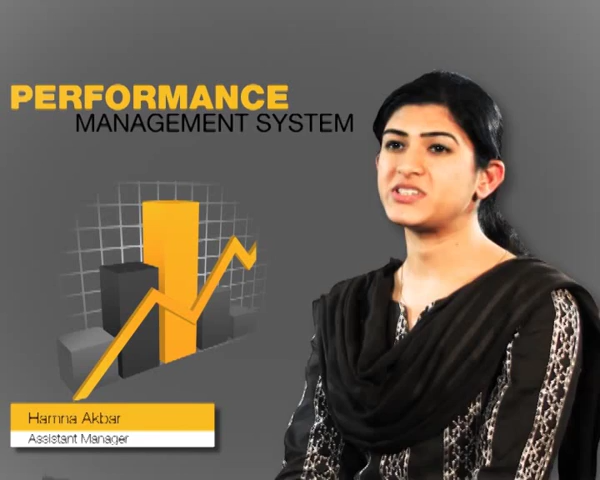 PERFORMANCE
MANAGEMENT SYSTEM
Hamna Akbar
Assistant Manager